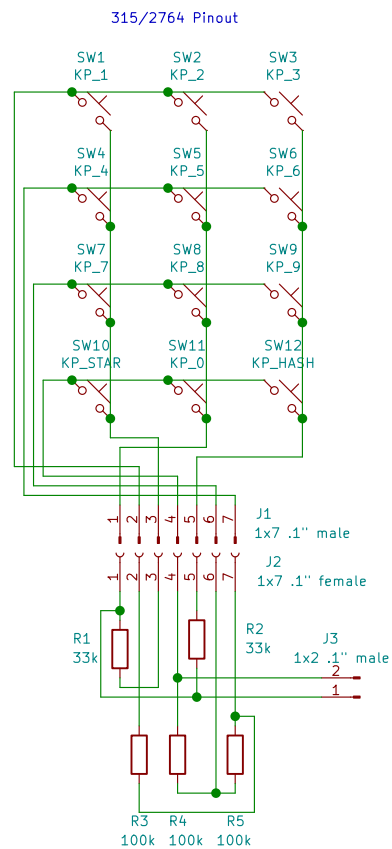 315/2764 Pinout
SW1 SW2 SW3
KP_1 KP_2 KP_3
SW4 SW5 SW6
KP_4 KP_5 KP_6
SW7 SW8 SW9
KP_7 KP_8 KP_9
SW10 SW11 SW12
KP_STAR KP_0 KP_HASH
1 2 3 4 5 6 7
J1
1x7 .1" male
J2
1x7 .1" female
1 2 3 4 5 6 7
R1
33k
R2
33k
J3
1x2 .1" male
2
1
R3 R4 R5
100k 100k 100k